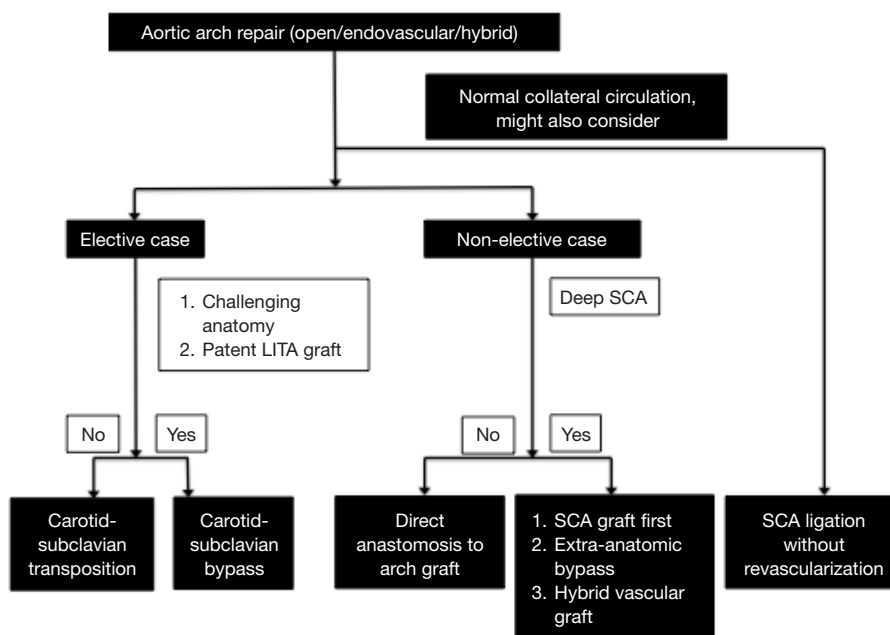 Aortic arch repair (open/endovascular/hybrid)
Normal collateral circulation,
might also consider
Elective case
Non-elective case
1. Challenging
anatomy
2. Patent LITA graft
Deep SCA
No
Yes
No
Yes
Carotid-
subclavian
transposition
Carotid-
subclavian
bypass
Direct
anastomosis to
arch graft
1. SCA graft first
2. Extra-anatomic
bypass
3. Hybrid vascular
graft
SCA ligation
without
revascularization